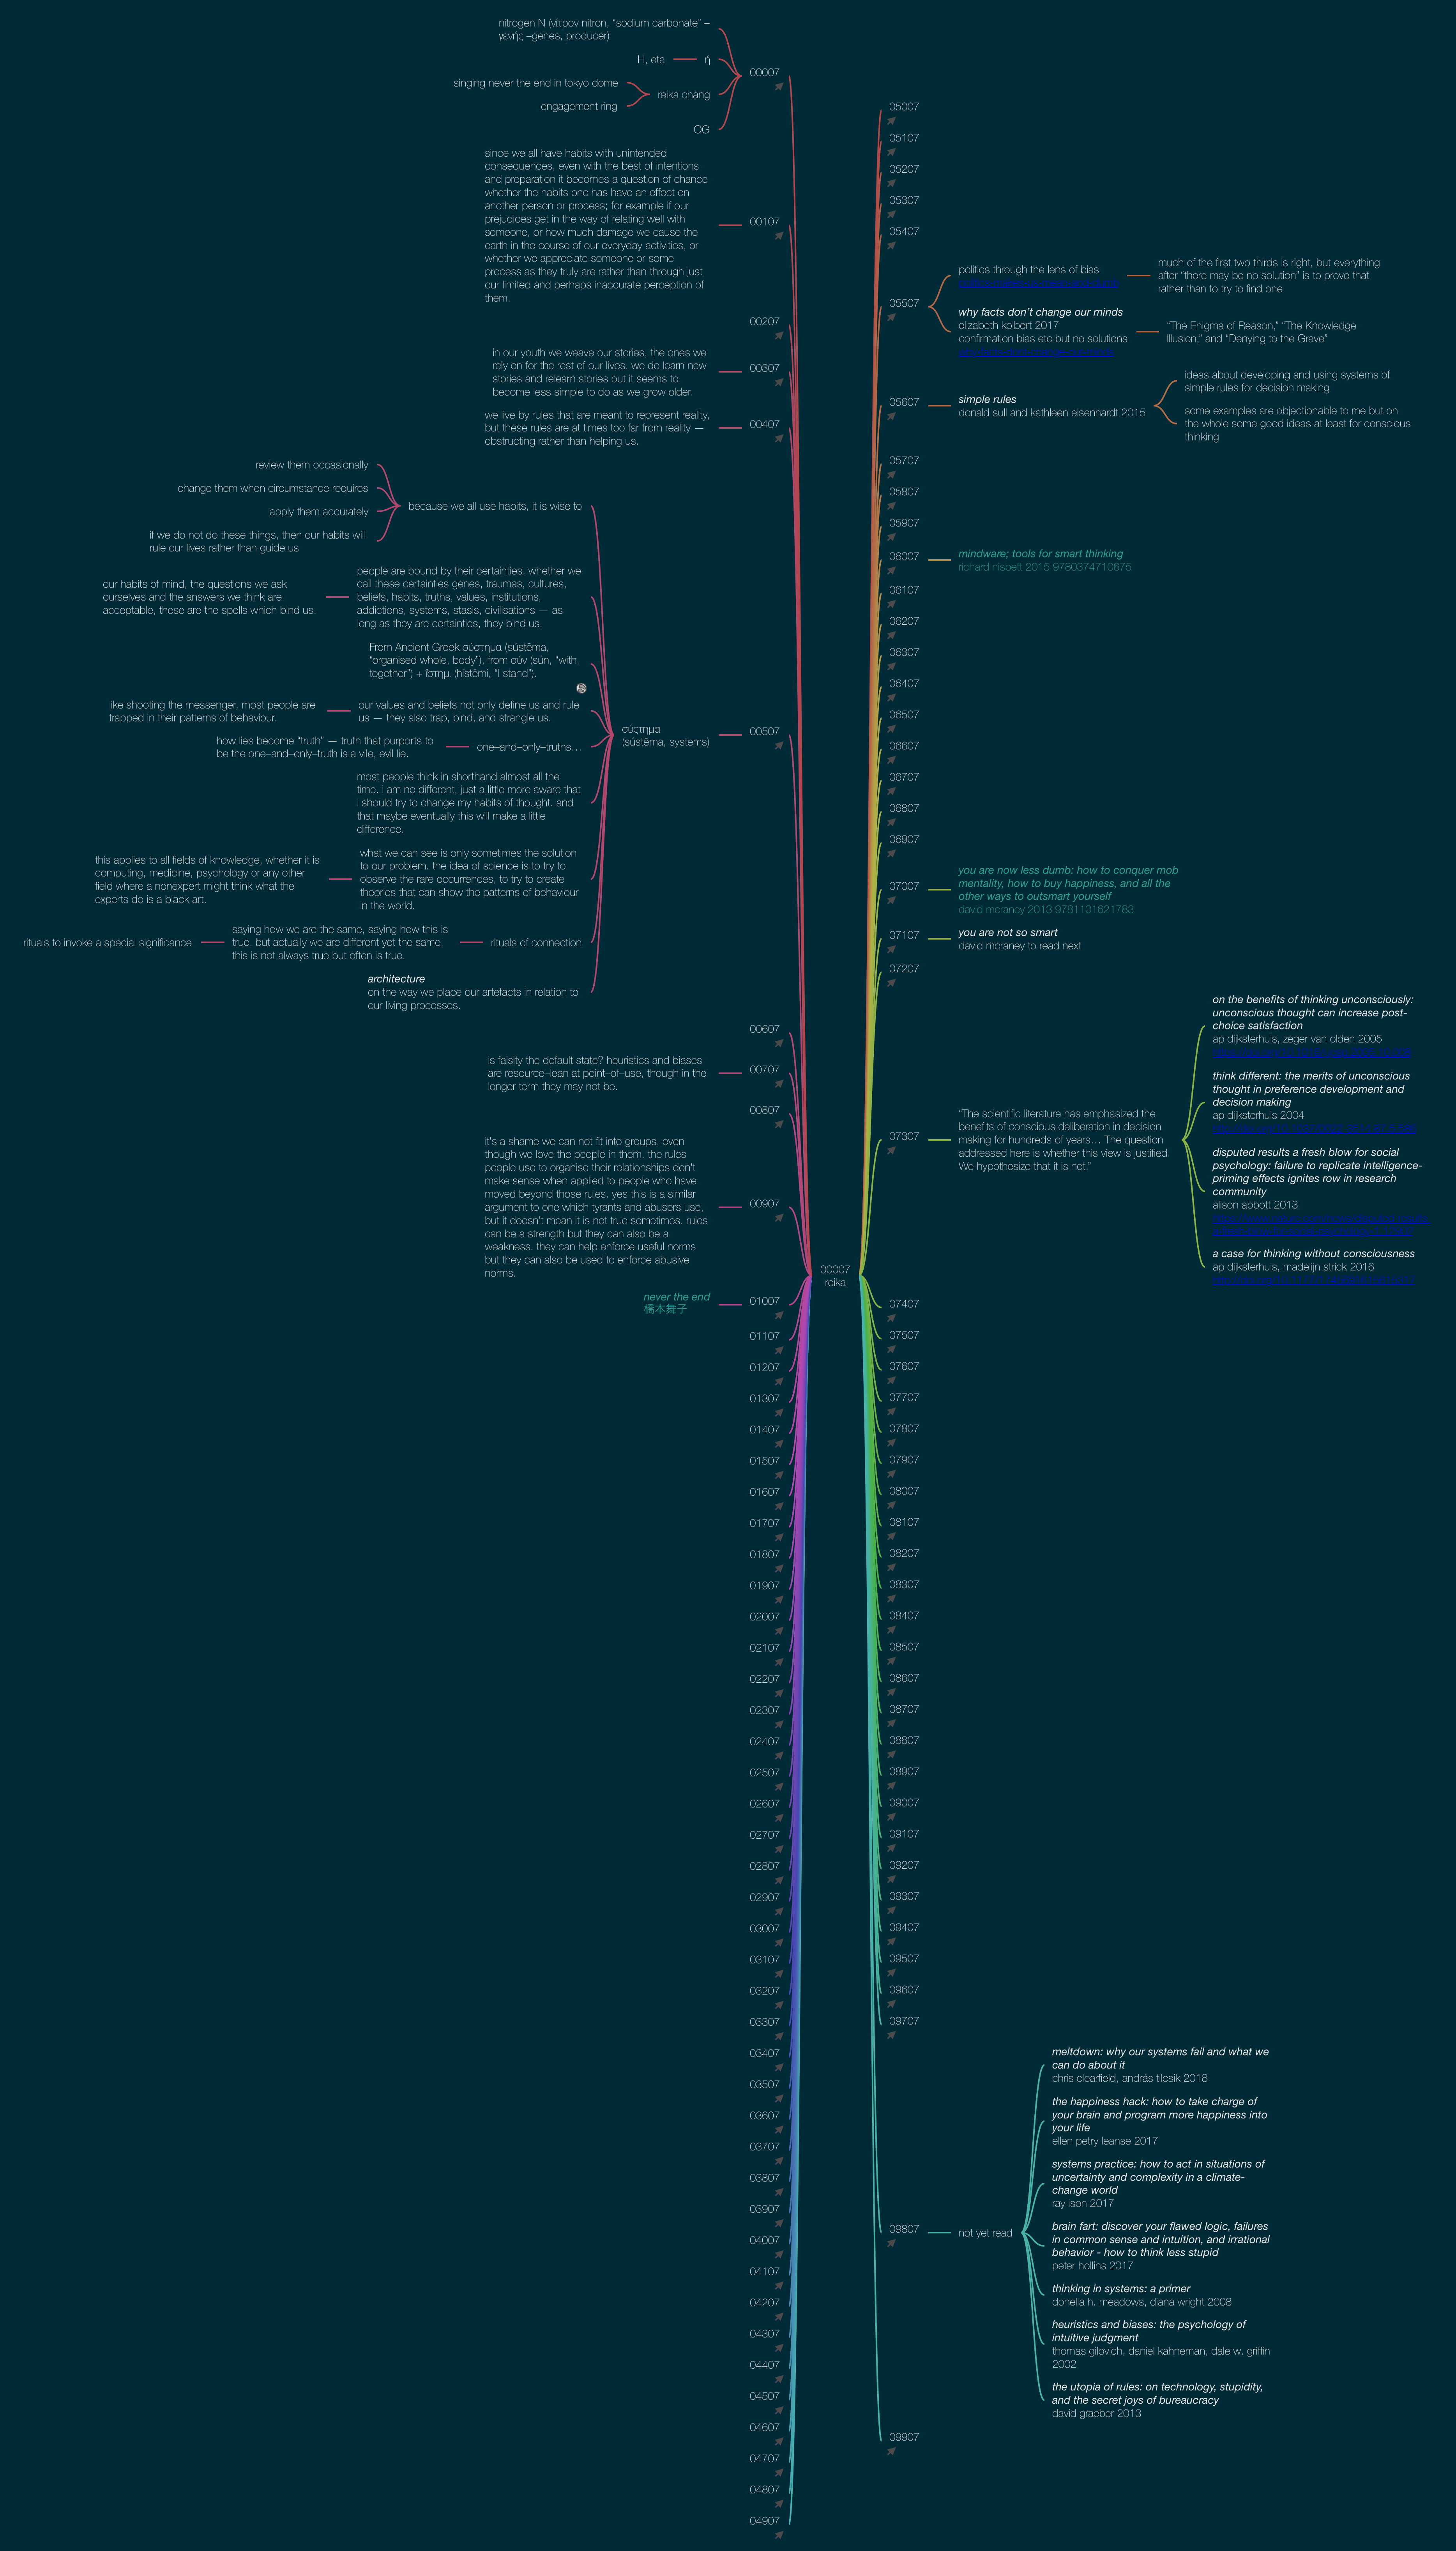 nitrogen N (νίτρον nitron, “sodium carbonate” –
γενής –genes, producer)
H, eta
ή
singing never the end in tokyo dome
engagement ring
reika chang
OG
00007
since we all have habits with unintended
consequences, even with the best of intentions
and preparation it becomes a question of chance
whether the habits one has have an effect on
another person or process; for example if our
prejudices get in the way of relating well with
someone, or how much damage we cause the
earth in the course of our everyday activities, or
whether we appreciate someone or some
process as they truly are rather than through just
our limited and perhaps inaccurate perception of
them.
00107
00207
in our youth we weave our stories, the ones we
rely on for the rest of our lives. we do learn new
stories and relearn stories but it seems to
become less simple to do as we grow older.
00307
we live by rules that are meant to represent reality,
but these rules are at times too far from reality —
obstructing rather than helping us.
00407
review them occasionally
change them when circumstance requires
apply them accurately
if we do not do these things, then our habits will
rule our lives rather than guide us
because we all use habits, it is wise to
our habits of mind, the questions we ask
ourselves and the answers we think are
acceptable, these are the spells which bind us.
people are bound by their certainties. whether we
call these certainties genes, traumas, cultures,
beliefs, habits, truths, values, institutions,
addictions, systems, stasis, civilisations — as
long as they are certainties, they bind us.
From Ancient Greek σύστημα (sústēma,
“organised whole, body”), from σύν (sún, “with,
together”) + ἵστημι (hístēmi, “I stand”).
like shooting the messenger, most people are
trapped in their patterns of behaviour.
our values and beliefs not only define us and rule
us — they also trap, bind, and strangle us.
how lies become “truth” — truth that purports to
be the one–and–only–truth is a vile, evil lie.
one–and–only–truths…
most people think in shorthand almost all the
time. i am no different, just a little more aware that
i should try to change my habits of thought. and
that maybe eventually this will make a little
difference.
this applies to all fields of knowledge, whether it is
computing, medicine, psychology or any other
field where a nonexpert might think what the
experts do is a black art.
what we can see is only sometimes the solution
to our problem. the idea of science is to try to
observe the rare occurrences, to try to create
theories that can show the patterns of behaviour
in the world.
rituals to invoke a special significance
saying how we are the same, saying how this is
true. but actually we are different yet the same,
this is not always true but often is true.
rituals of connection
architecture
on the way we place our artefacts in relation to
our living processes.
σύςτημα
(sústēma, systems)
00507
00607
is falsity the default state? heuristics and biases
are resource–lean at point–of–use, though in the
longer term they may not be.
00707
00807
it's a shame we can not fit into groups, even
though we love the people in them. the rules
people use to organise their relationships don't
make sense when applied to people who have
moved beyond those rules. yes this is a similar
argument to one which tyrants and abusers use,
but it doesn't mean it is not true sometimes. rules
can be a strength but they can also be a
weakness. they can help enforce useful norms
but they can also be used to enforce abusive
norms.
00907
never the end
橋本舞子
01007
01107
01207
01307
01407
01507
01607
01707
01807
01907
02007
02107
02207
02307
02407
02507
02607
02707
02807
02907
03007
03107
03207
03307
03407
03507
03607
03707
03807
03907
04007
04107
04207
04307
04407
04507
04607
04707
04807
04907
00007
reika
05007
05107
05207
05307
05407
05507
politics through the lens of bias
much of the first two thirds is right, but everything
after “there may be no solution” is to prove that
rather than to try to find one
why facts don’t change our minds
elizabeth kolbert 2017
confirmation bias etc but no solutions
“The Enigma of Reason,” “The Knowledge
Illusion,” and “Denying to the Grave”
05607
simple rules
donald sull and kathleen eisenhardt 2015
ideas about developing and using systems of
simple rules for decision making
some examples are objectionable to me but on
the whole some good ideas at least for conscious
thinking
05707
05807
05907
06007
mindware; tools for smart thinking
richard nisbett 2015 9780374710675
06107
06207
06307
06407
06507
06607
06707
06807
06907
07007
you are now less dumb: how to conquer mob
mentality, how to buy happiness, and all the
other ways to outsmart yourself
david mcraney 2013 9781101621783
07107
you are not so smart
david mcraney to read next
07207
07307
“The scientific literature has emphasized the
benefits of conscious deliberation in decision
making for hundreds of years… The question
addressed here is whether this view is justified.
We hypothesize that it is not.”
on the benefits of thinking unconsciously:
unconscious thought can increase post-
choice satisfaction
ap dijksterhuis, zeger van olden 2005
think different: the merits of unconscious
thought in preference development and
decision making
ap dijksterhuis 2004
disputed results a fresh blow for social
psychology: failure to replicate intelligence-
priming effects ignites row in research
community
alison abbott 2013
a case for thinking without consciousness
ap dijksterhuis, madelijn strick 2016
07407
07507
07607
07707
07807
07907
08007
08107
08207
08307
08407
08507
08607
08707
08807
08907
09007
09107
09207
09307
09407
09507
09607
09707
09807
not yet read
meltdown: why our systems fail and what we
can do about it
chris clearfield, andrás tilcsik 2018
the happiness hack: how to take charge of
your brain and program more happiness into
your life
ellen petry leanse 2017
systems practice: how to act in situations of
uncertainty and complexity in a climate-
change world
ray ison 2017
brain fart: discover your flawed logic, failures
in common sense and intuition, and irrational
behavior - how to think less stupid
peter hollins 2017
thinking in systems: a primer
donella h. meadows, diana wright 2008
heuristics and biases: the psychology of
intuitive judgment
thomas gilovich, daniel kahneman, dale w. griffin
2002
the utopia of rules: on technology, stupidity,
and the secret joys of bureaucracy
david graeber 2013
09907